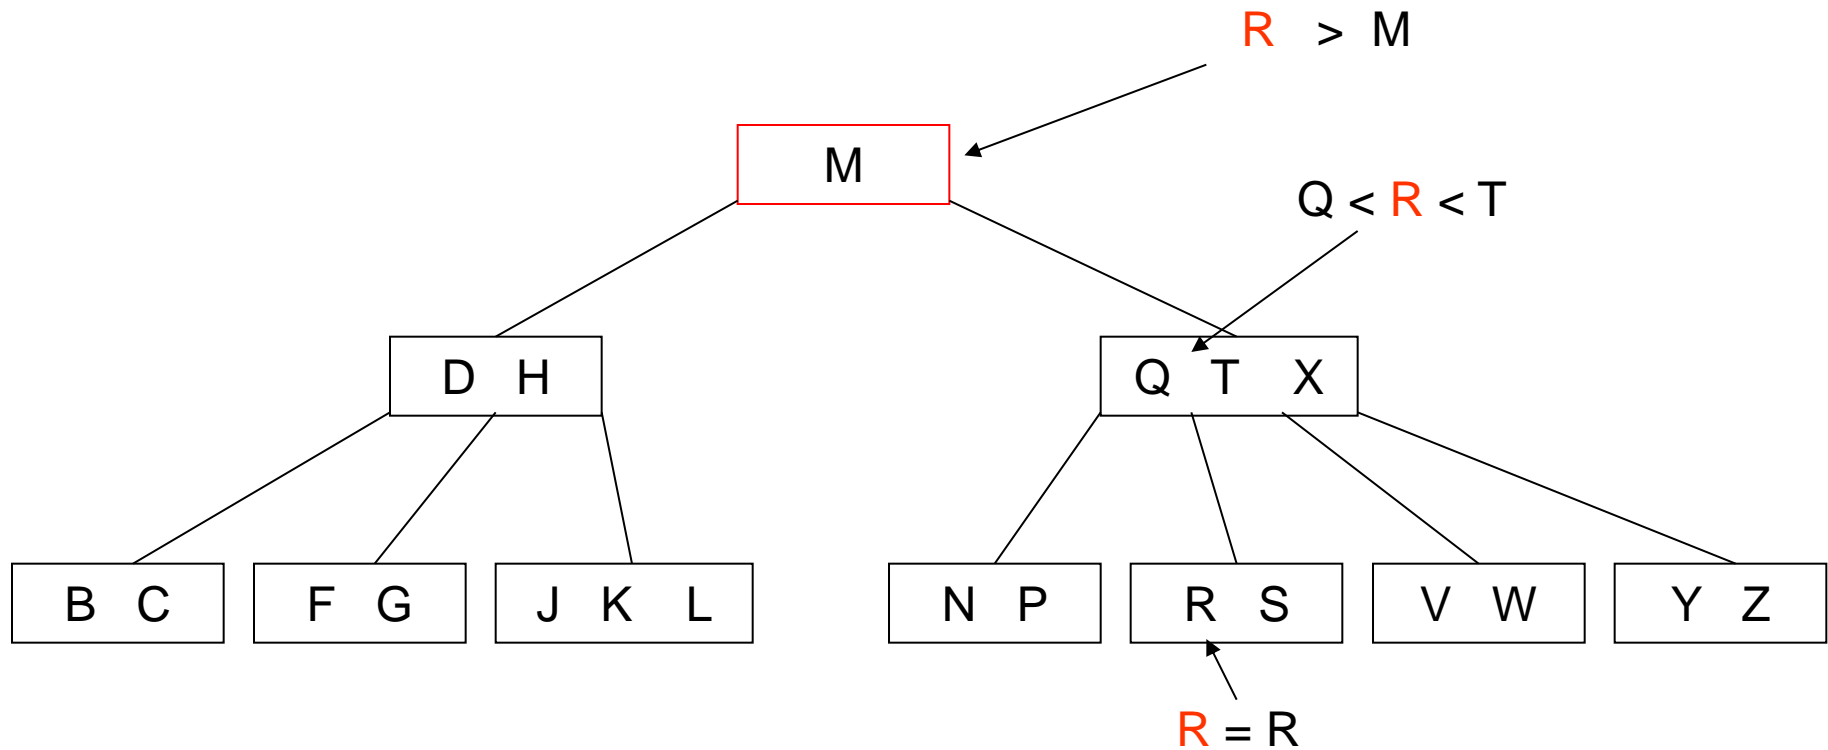 R > M
M
Q < R < T
D H
Q T X
B C
F G
J K L
N P
R S
V W
Y Z
R = R